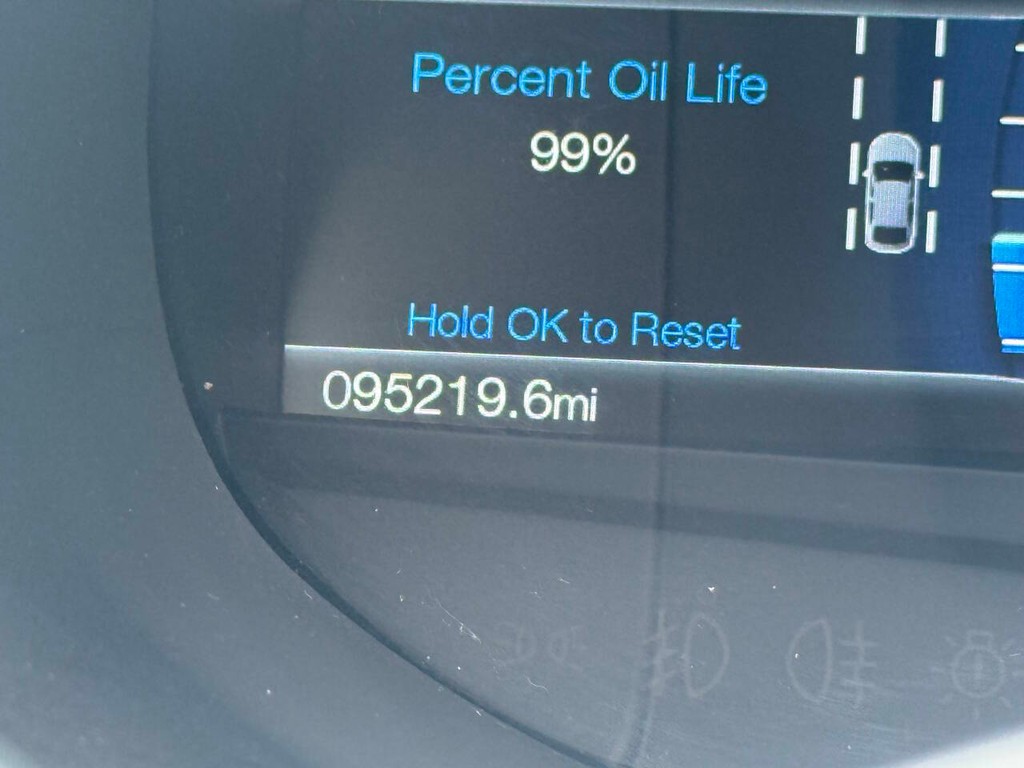 Percent Oil Life
99%
Hold OK to Reset
095219.6mi